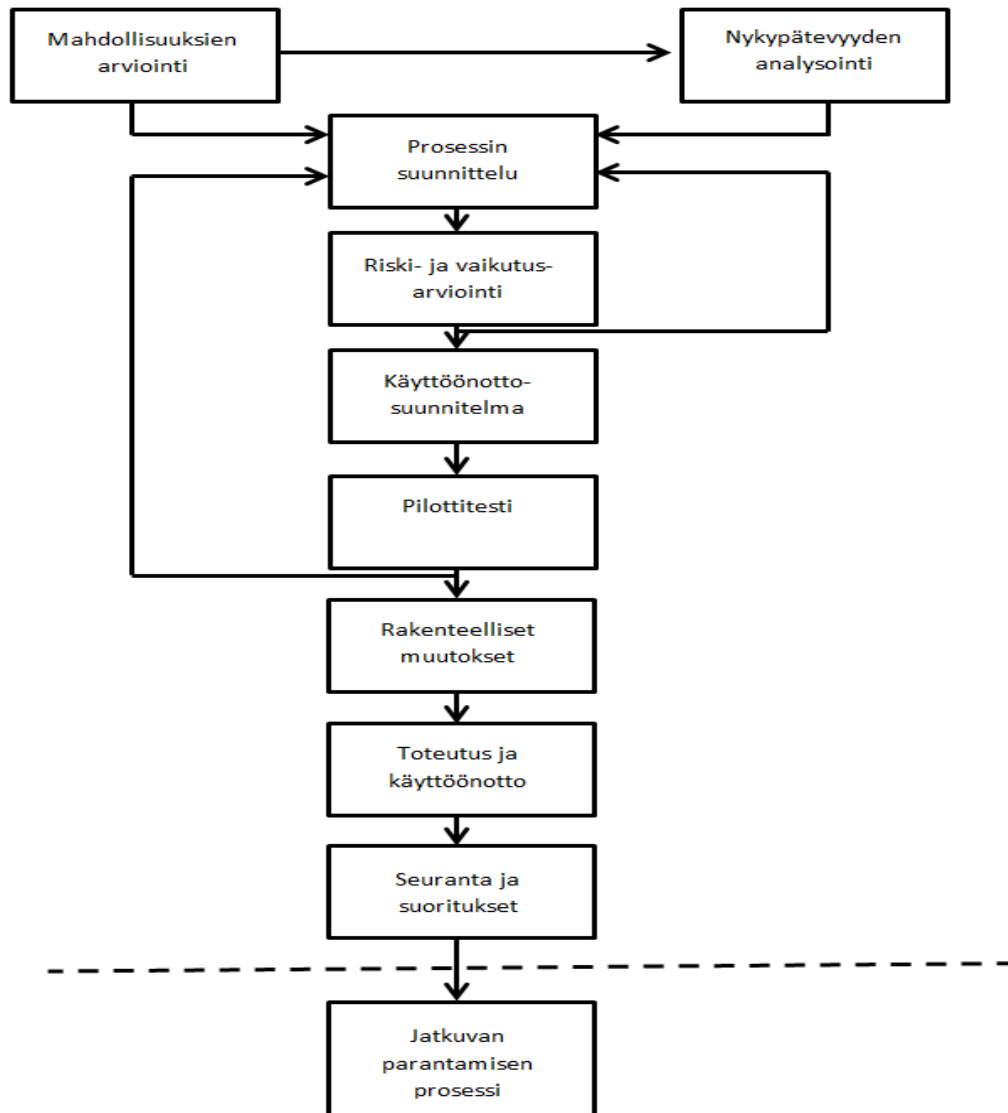 Mahdollisuuksien
arviointi
Nykypätevyyden
analysointi
Prosessin
suunnittelu
Riski- ja vaikutus-
arviointi
Käyttöönotto-
suunnitelma
Pilottitesti
Rakenteelliset
muutokset
Toteutus ja
käyttöönotto
Seuranta ja
suoritukset
Jatkuvan
parantamisen
prosessi